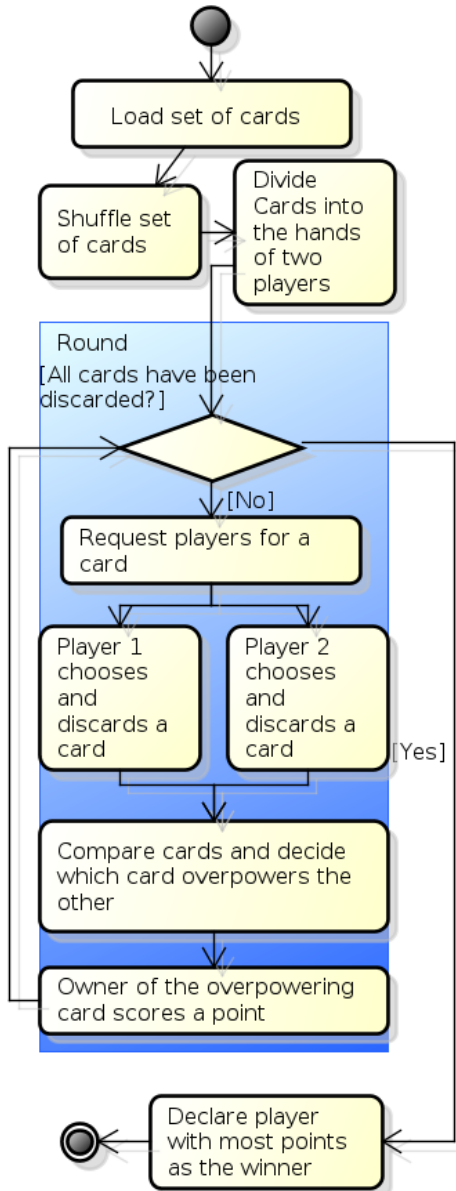 Load set of cards
Shuffle set
of cards
Divide
Cards into
the hands
of two
players
Round
[All cards have been
discarded?]
[No]
Request players for a
card
Player 1
chooses
and
discards a
card
Player 2
chooses
and
discards a
card
[Yes]
Compare cards and decide
which card overpowers the
other
Owner of the overpowering
card scores a point
Declare player
with most points
as the winner